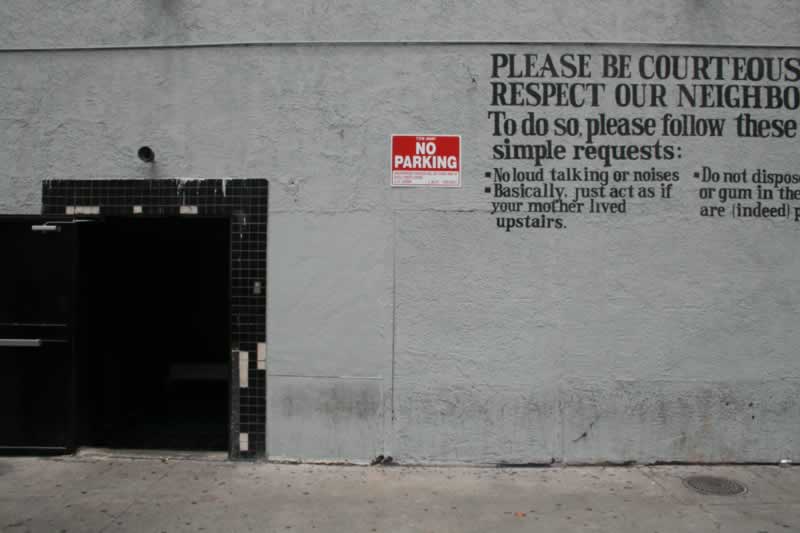 PLEASE BE COURTEOUS
RESPECT OUR NEIGHBO
To do so, please follow these
simple requests:
▪ No loud talking or noises
▪ Basically, just act as if
your mother lived
upstairs.
▪ Do not dispose
or gum in the
are (indeed) p
NO
PARKING